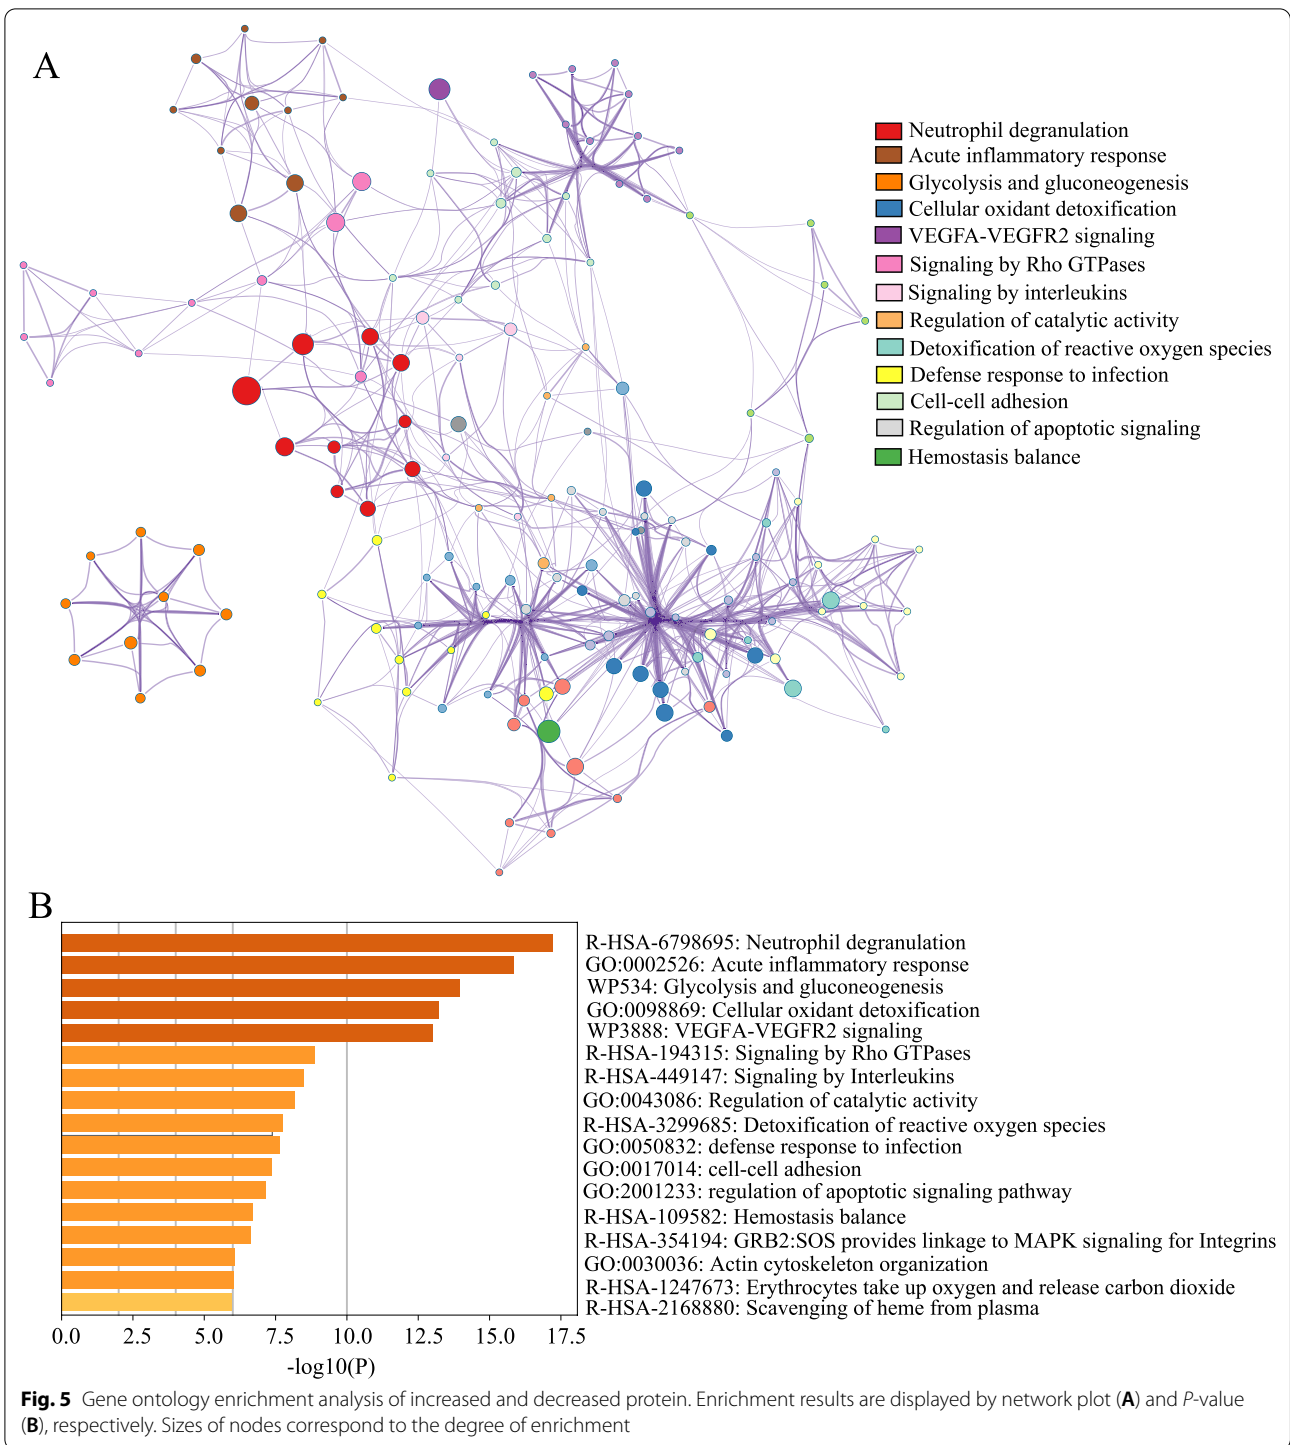 A
Neutrophil degranulation
Acute inflammatory response
Glycolysis and gluconeogenesis
Cellular oxidant detoxification
VEGFA-VEGFR2 signaling
Signaling by Rho GTPases
Signaling by interleukins
Regulation of catalytic activity
Detoxification of reactive oxygen species
Defense response to infection
Cell-cell adhesion
Regulation of apoptotic signaling
Hemostasis balance
B
R-HSA-6798695: Neutrophil degranulation
GO:0002526: Acute inflammatory response
WP534: Glycolysis and gluconeogenesis
GO:0098869: Cellular oxidant detoxification
WP3888: VEGFA-VEGFR2 signaling
R-HSA-194315: Signaling by Rho GTPases
R-HSA-449147: Signaling by Interleukins
GO:0043086: Regulation of catalytic activity
R-HSA-3299685: Detoxification of reactive oxygen species
GO:0050832: defense response to infection
GO:0017014: cell-cell adhesion
GO:2001233: regulation of apoptotic signaling pathway
R-HSA-109582: Hemostasis balance
R-HSA-354194: GRB2:SOS provides linkage to MAPK signaling for Integrins
GO:0030036: Actin cytoskeleton organization
R-HSA-1247673: Erythrocytes take up oxygen and release carbon dioxide
R-HSA-2168880: Scavenging of heme from plasma
0.0 2.5 5.0 7.5 10.0 12.5 15.0 17.5
-log10(P)
Fig. 5 Gene ontology enrichment analysis of increased and decreased protein. Enrichment results are displayed by network plot (A) and P-value
(B), respectively. Sizes of nodes correspond to the degree of enrichment